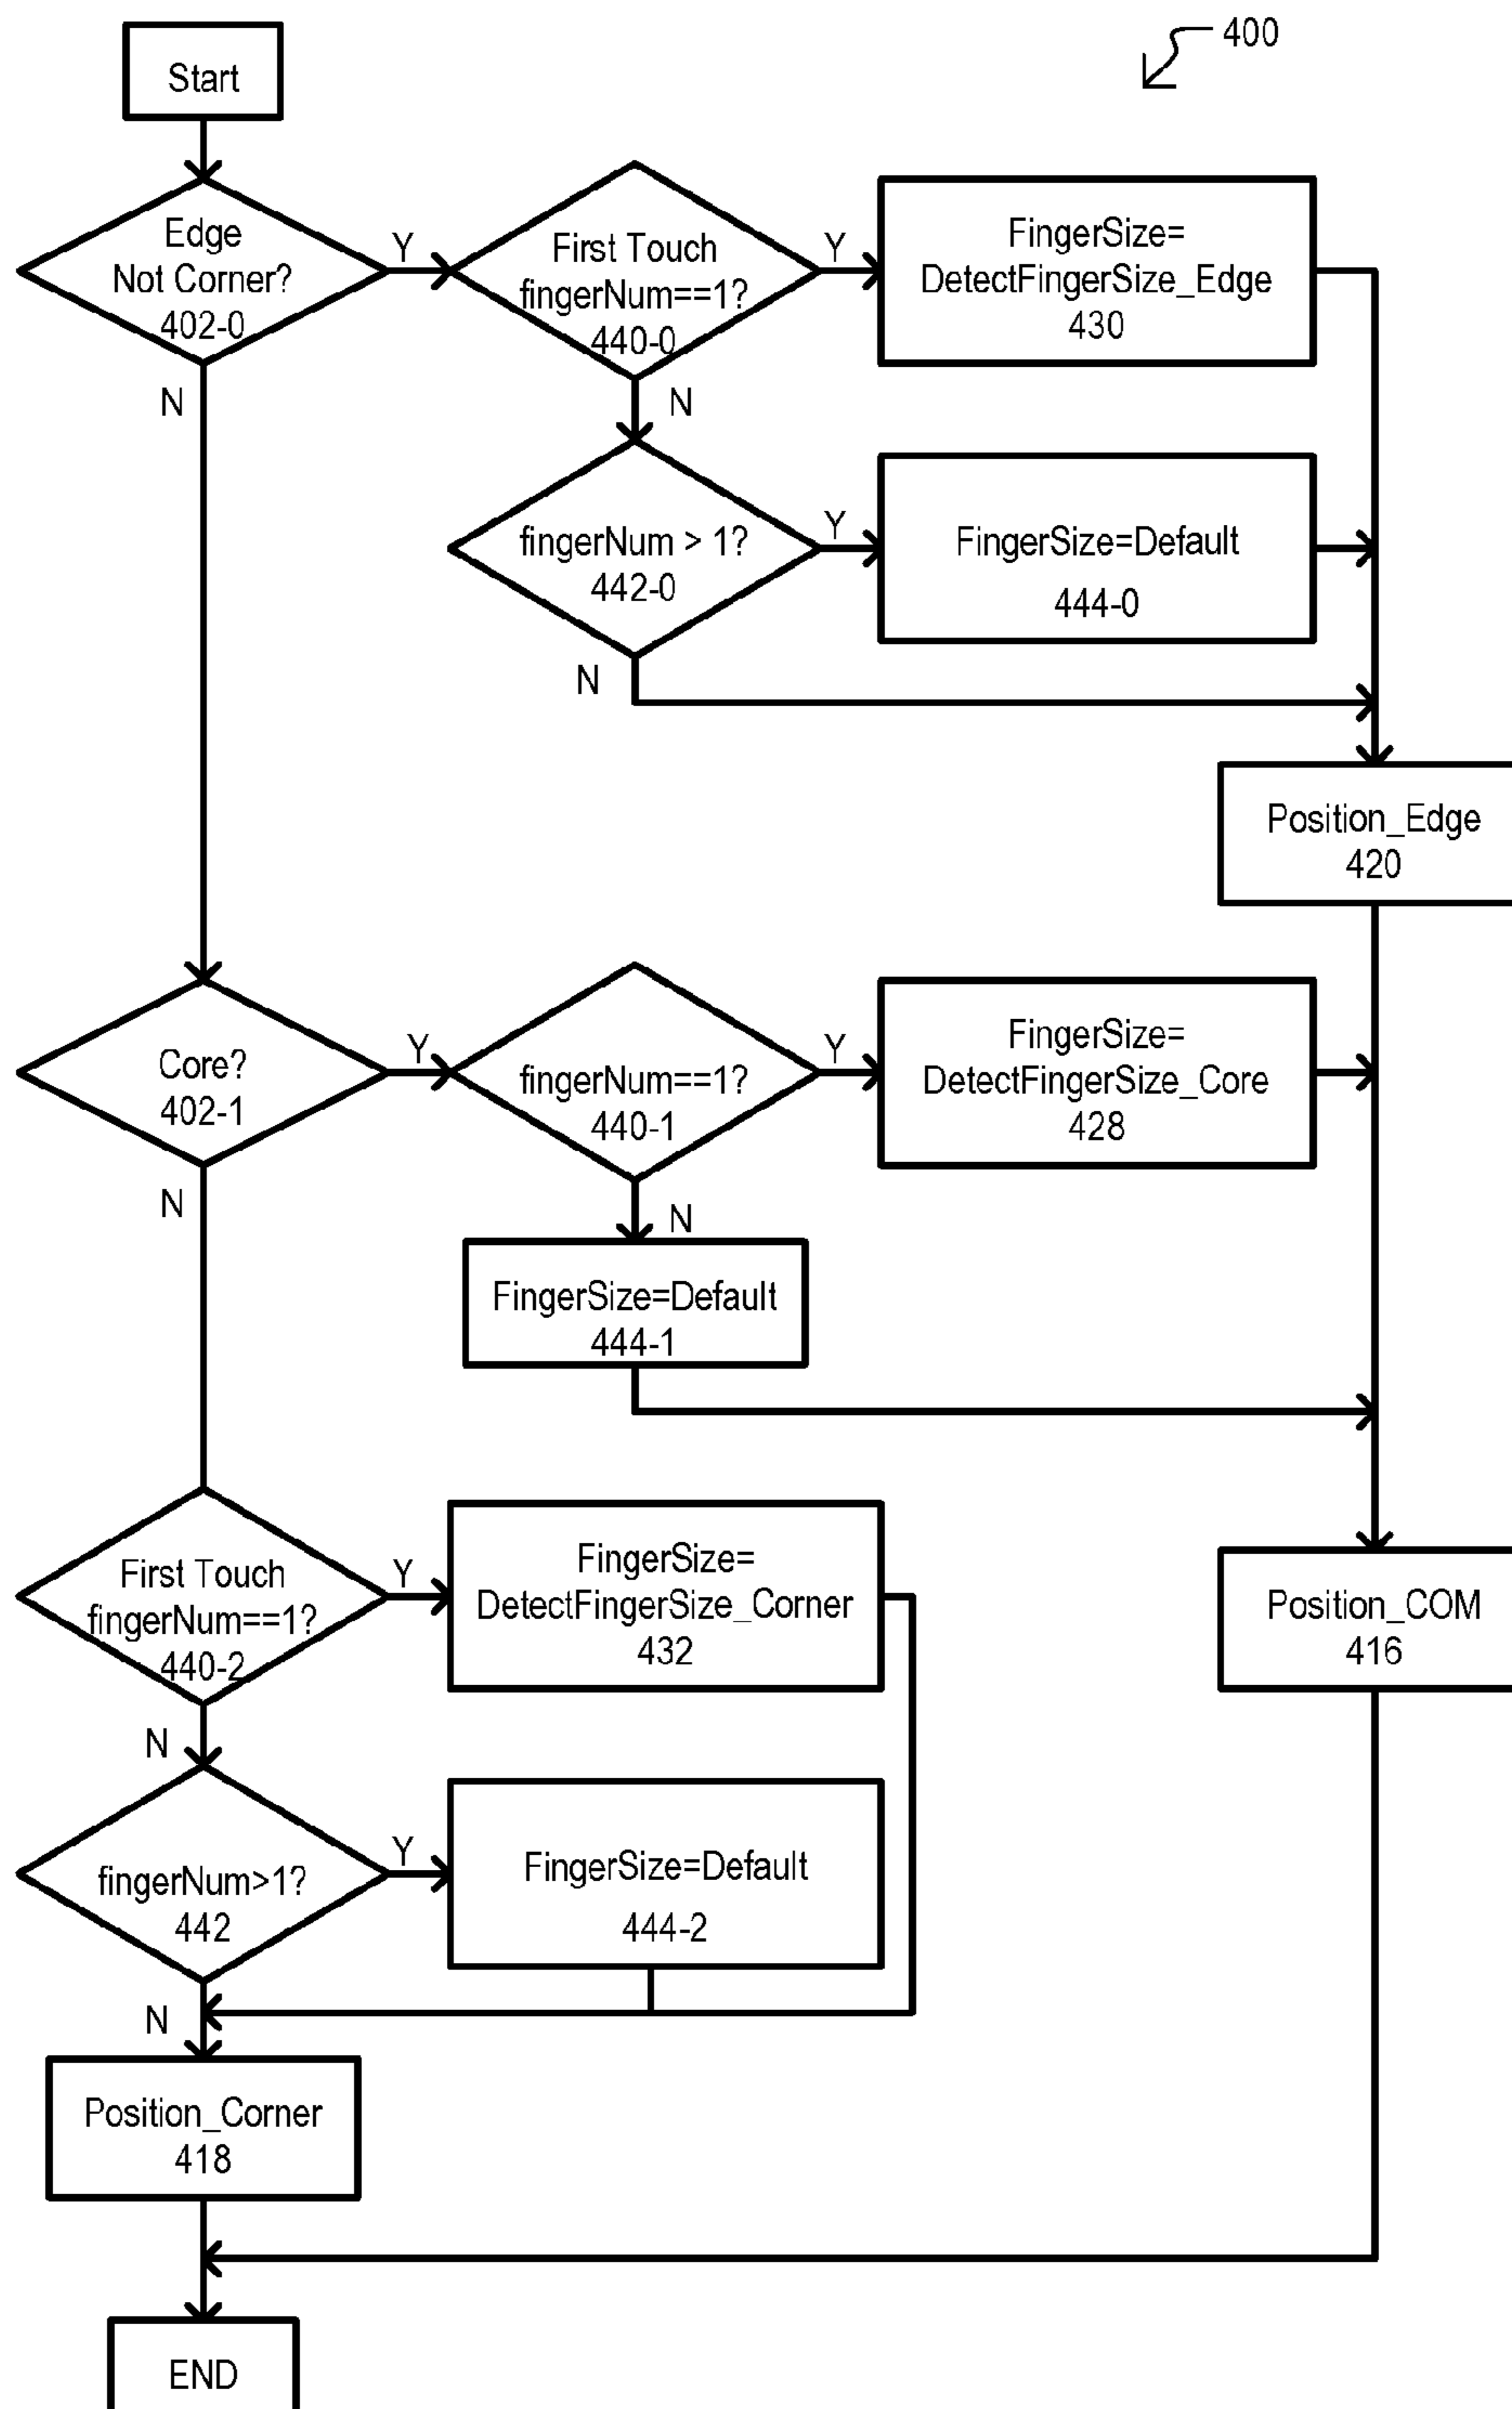 400
Start
Edge
Not Corner?
402-0
Y
First Touch
fingerNum==1?
440-0
Y
FingerSize=
DetectFingerSize_Edge
430
N
N
fingerNum > 1?
442-0
Y
FingerSize=Default
444-0
N
Position_Edge
420
Core?
402-1
Y
fingerNum==1?
440-1
Y
FingerSize=
DetectFingerSize_Core
428
N
N
FingerSize=Default
444-1
First Touch
fingerNum==1?
440-2
Y
FingerSize=
DetectFingerSize_Corner
432
Position_COM
416
N
fingerNum>1?
442
Y
FingerSize=Default
444-2
N
Position_Corner
418
END